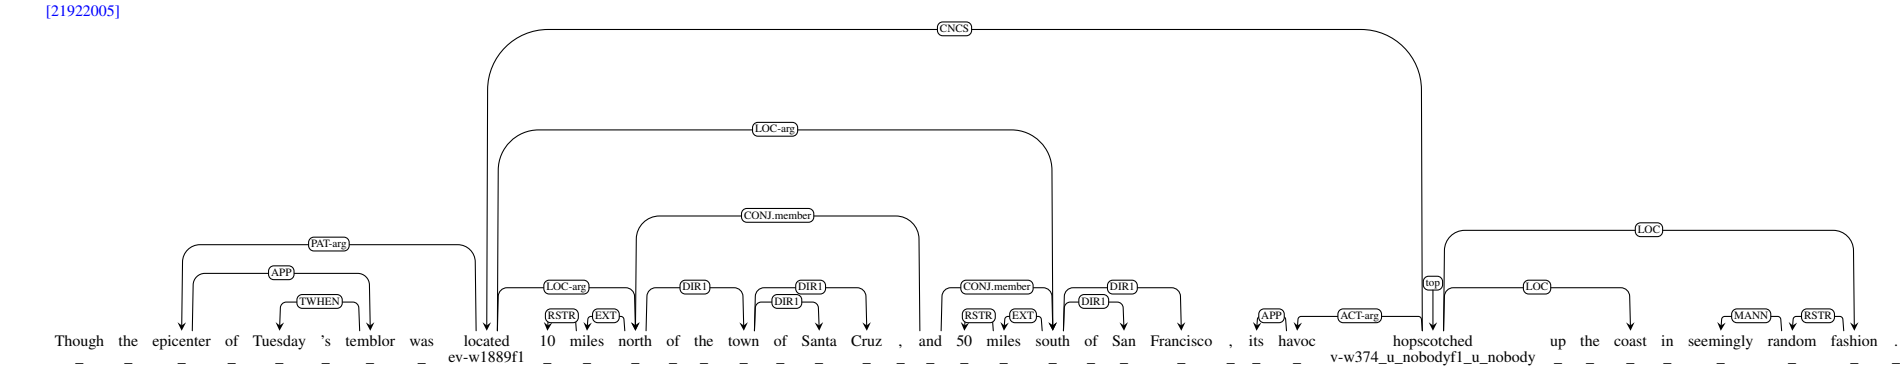 [21922005]
CNCS
LOC-arg
CONJ.member
PAT-arg LOC
APP top
LOC-arg DIR1 DIR1 CONJ.member DIR1 LOC
TWHEN DIR1 DIR1
RSTR EXT RSTR EXT APP ACT-arg MANN RSTR
Though the epicenter of Tuesday 's temblor was located 10 miles north of the town of Santa Cruz , and 50 miles south of San Francisco , its havoc hopscotched up the coast in seemingly random fashion .
_ _ _ _ _ _ _ _ ev-w1889f1 _ _ _ _ _ _ _ _ _ _ _ _ _ _ _ _ _ _ _ _ v-w374_u_nobodyf1_u_nobody _ _ _ _ _ _ _ _